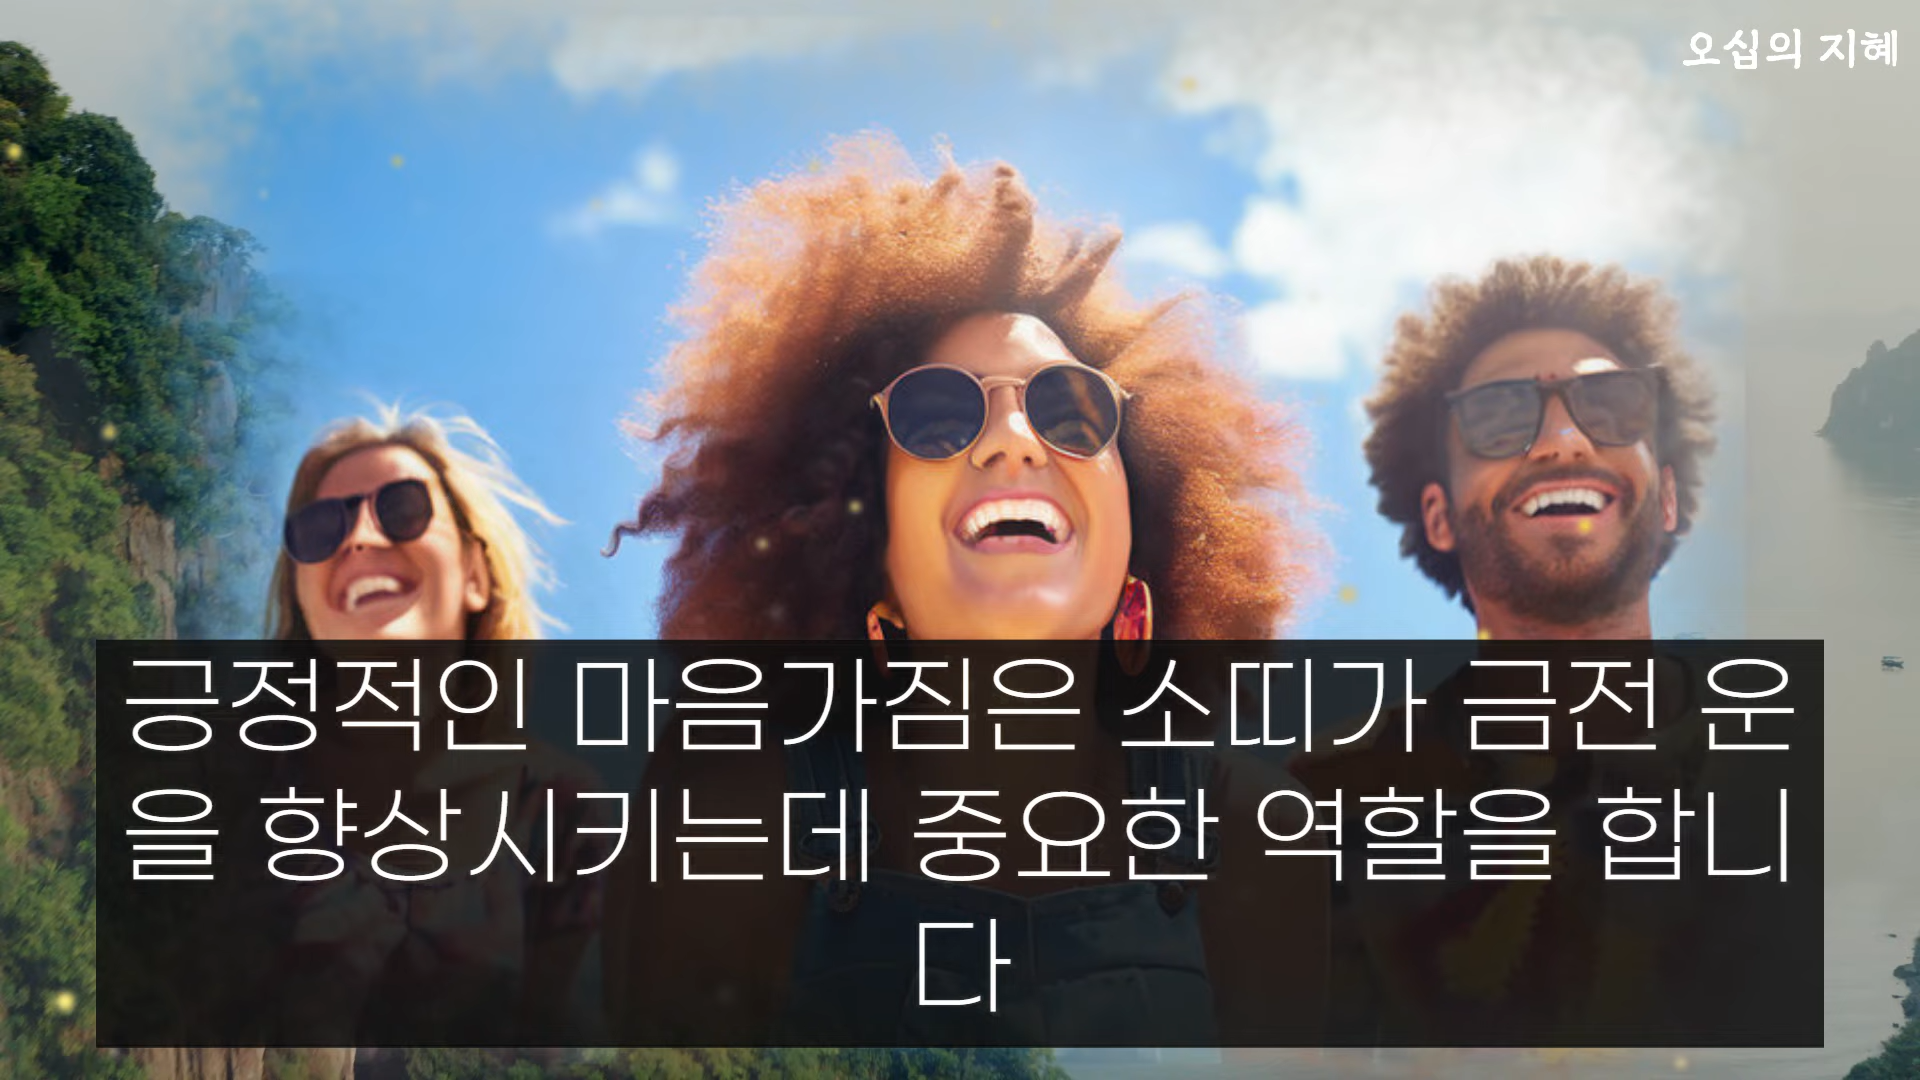 오십의 지혜
긍정적인 마음가짐은 소띠가 금전 운
을 향상시키는데 중요한 역할을 합니
다